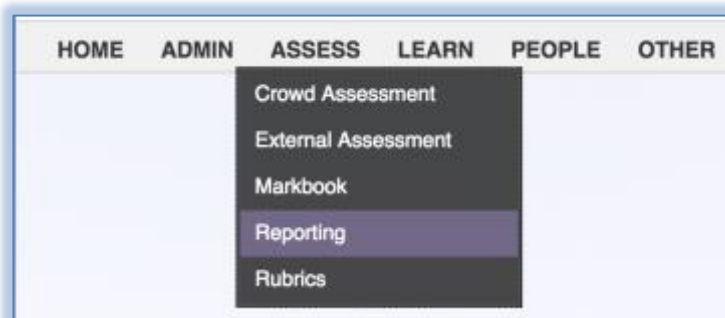 HOME ADMIN ASSESS LEARN PEOPLE OTHER
Crowd Assessment
External Assessment
Markbook
Reporting
Rubrics